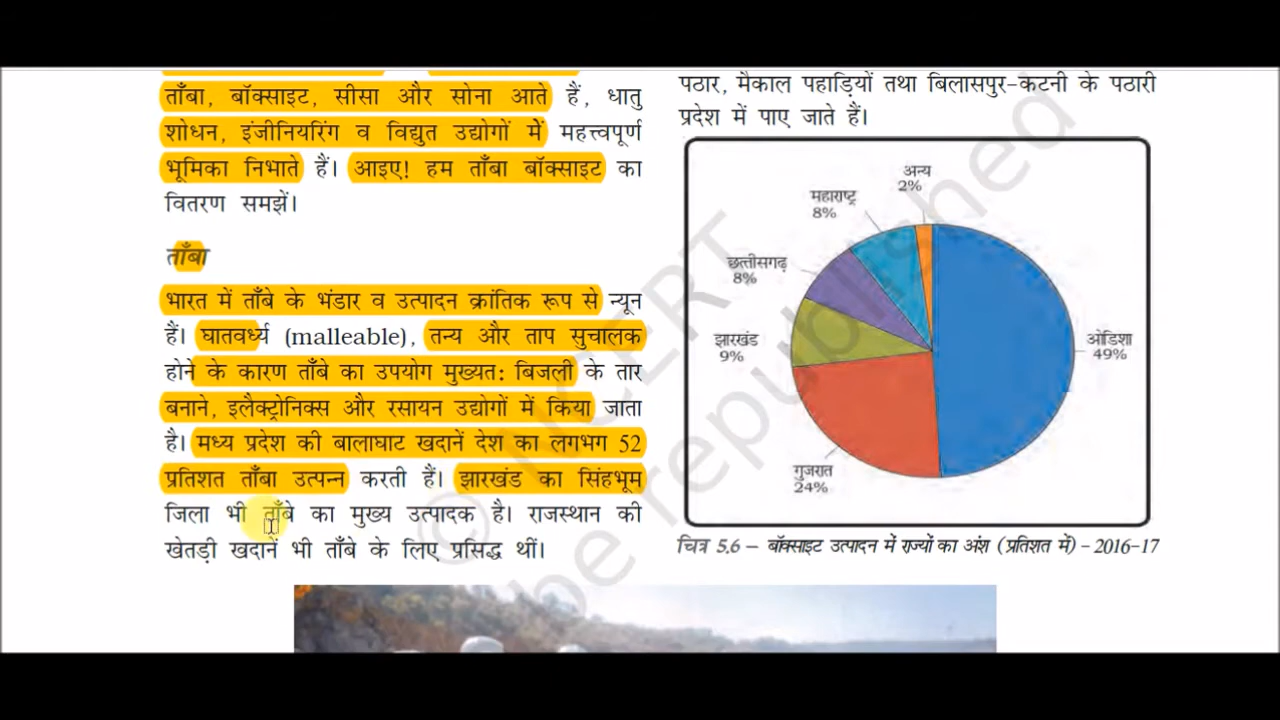 ताँबा, बॉक्साइट, सीसा और सोना आते हैं, धातु
शोधन, इंजीनियरिंग व विद्युत उद्योगों में महत्त्वपूर्ण
भूमिका निभाते हैं। आइए! हम ताँबा बॉक्साइट का
वितरण समझें।
ताँबा
भारत में ताँबे के भंडार व उत्पादन क्रांतिक रूप से न्यून
हैं। घातवर्ध्य (malleable), तन्य और ताप सुचालक
होने के कारण ताँबे का उपयोग मुख्यत: बिजली के तार
बनाने, इलैक्ट्रोनिक्स और रसायन उद्योगों में किया जाता
है। मध्य प्रदेश की बालाघाट खदानें देश का लगभग 52
प्रतिशत ताँबा उत्पन्न करती हैं। झारखंड का सिंहभूम
जिला भी ताँबे का मुख्य उत्पादक है। राजस्थान की
खेतड़ी खदानें भी ताँबे के लिए प्रसिद्ध थीं।
पठार, मैकाल पहाड़ियों तथा बिलासपुर-कटनी के पठारी
प्रदेश में पाए जाते हैं।
अन्य
2%
महाराष्ट्र
8%
छत्तीसगढ़
8%
झारखंड
9%
गुजरात
24%
ओडिशा
49%
चित्र 5.6 – बॉक्साइट उत्पादन में राज्यों का अंश (प्रतिशत में) – 2016-17
© NCERT
be republished